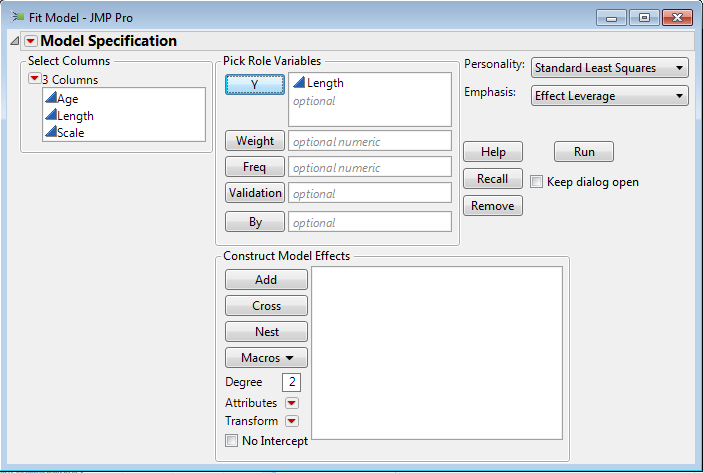 Fit Model - JMP Pro
Model Specification
Select Columns
3 Columns
Age
Length
Scale
Pick Role Variables
Y
Length
optional
Weight
optional numeric
Freq
optional numeric
Validation
optional
By
optional
Personality:
Standard Least Squares
Emphasis:
Effect Leverage
Help
Run
Recall
Keep dialog open
Remove
Construct Model Effects
Add
Cross
Nest
Macros
Degree 2
Attributes
Transform
No Intercept